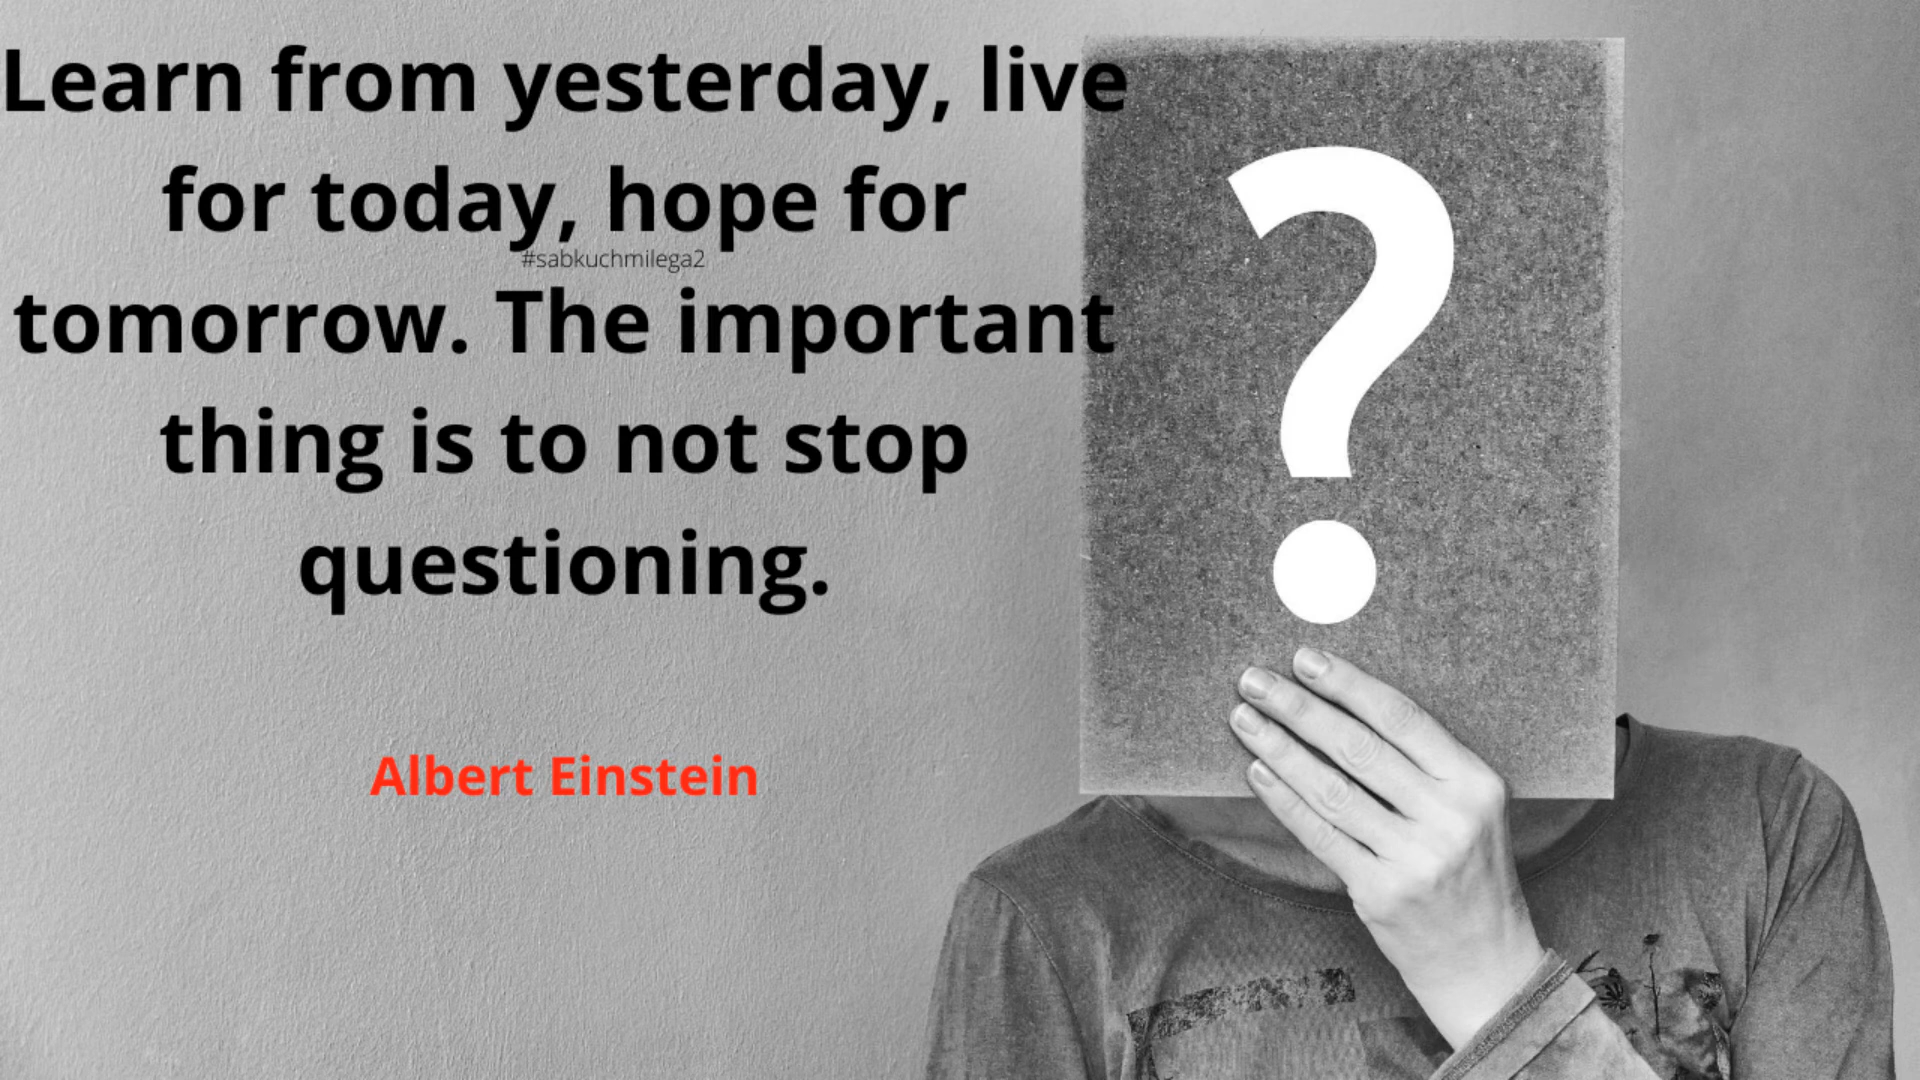 Learn from yesterday, live
for today, hope for
#sabkuchmilega2
tomorrow. The important
thing is to not stop
questioning.
Albert Einstein
?